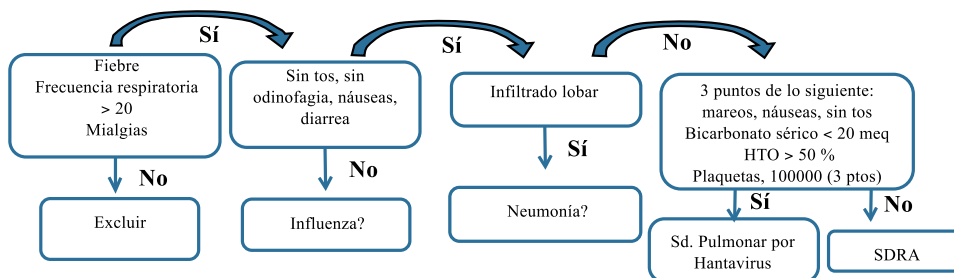 Sí
Sí
No
Fiebre
Frecuencia respiratoria
> 20
Mialgias
Sin tos, sin
odinofagia, náuseas,
diarrea
Infiltrado lobar
3 puntos de lo siguiente:
mareos, náuseas, sin tos
Bicarbonato sérico < 20 meq
HTO > 50 %
Plaquetas, 100000 (3 ptos)
No
No
Sí
Sí
No
Excluir
Influenza?
Neumonía?
Sd. Pulmonar por
Hantavirus
SDRA